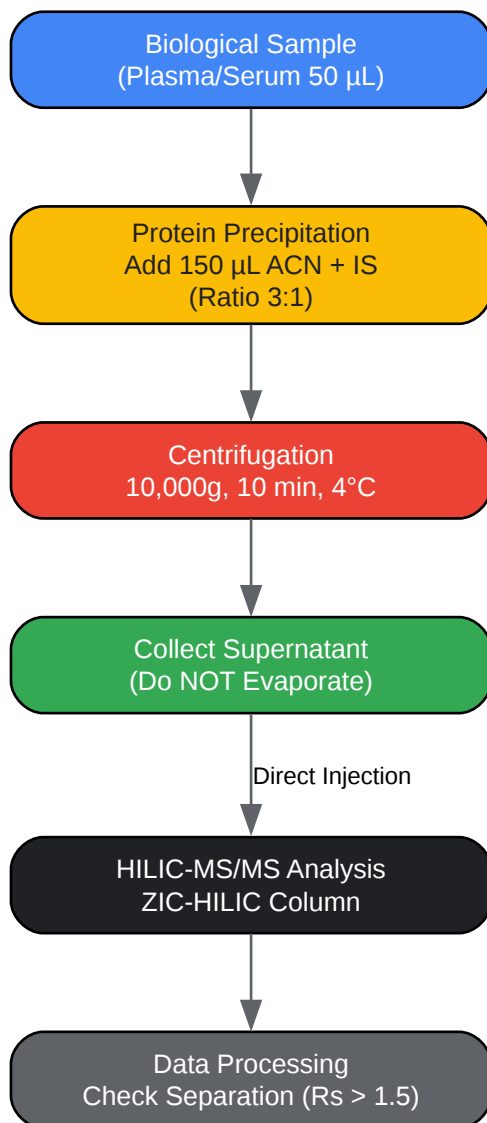 Biological Sample
(Plasma/Serum 50 µL)
Protein Precipitation
Add 150 µL ACN + IS
(Ratio 3:1)
Centrifugation
10,000g, 10 min, 4°C
Collect Supernatant
(Do NOT Evaporate)
Direct Injection
HILIC-MS/MS Analysis
ZIC-HILIC Column
Data Processing
Check Separation (Rs > 1.5)